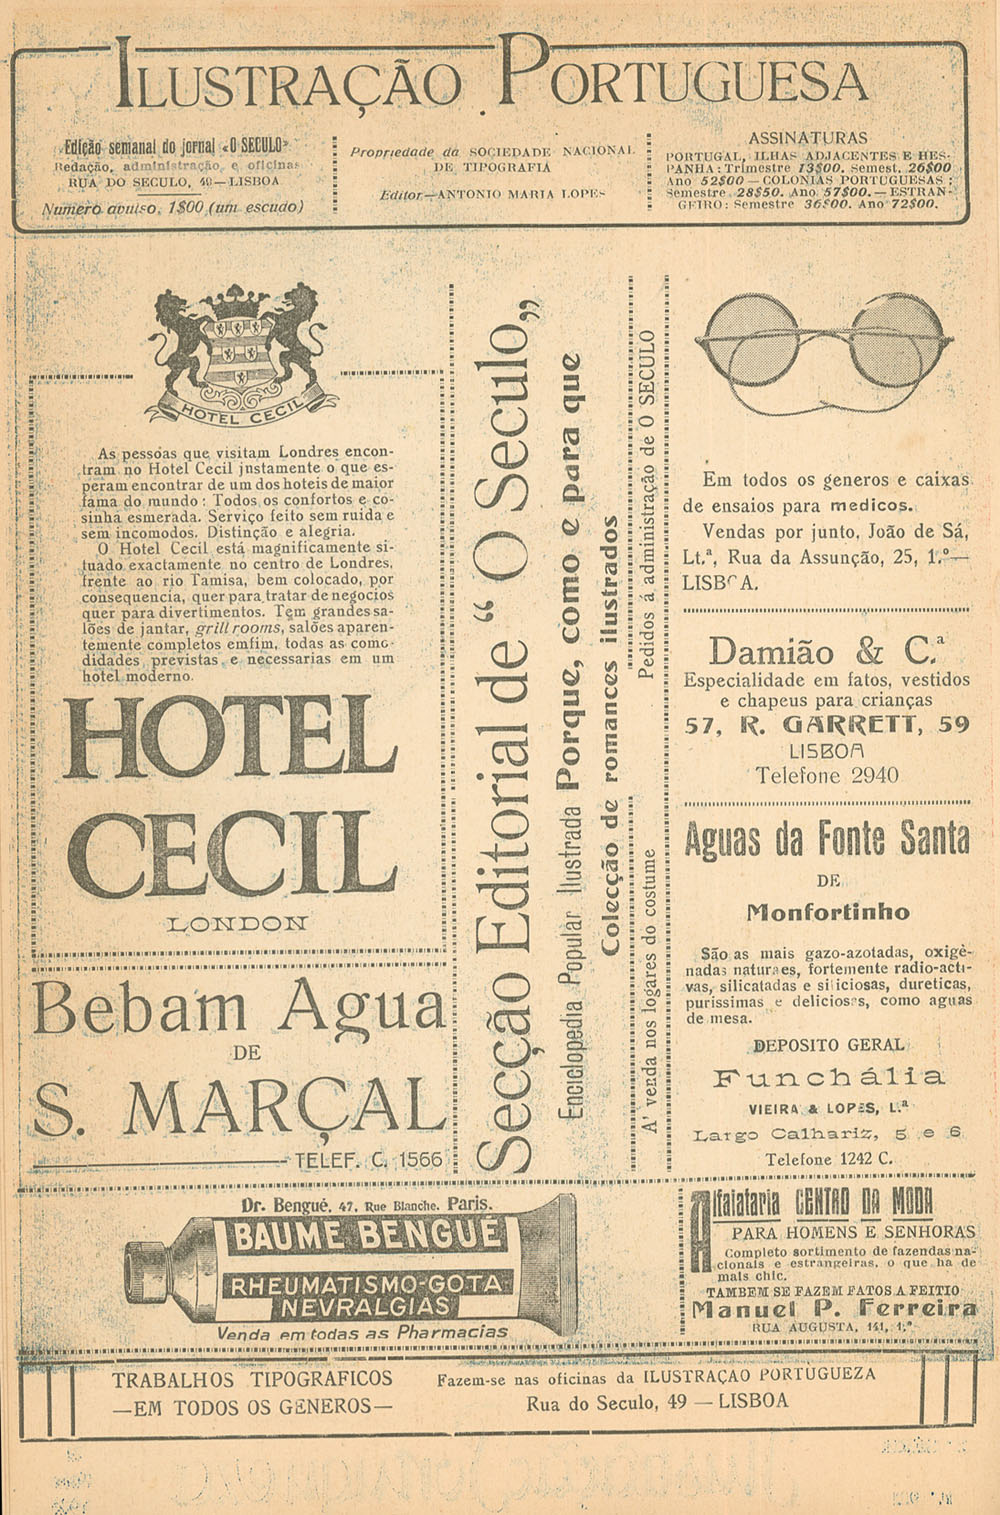 ILUSTRAÇÃO PORTUGUESA
Edição semanal do jornal «O SECULO»
Redação, administração e oficinas
RUA DO SECULO, 49—LISBOA
Numero avulso, 1$00 (um escudo)
Propriedade da SOCIEDADE NACIONAL
DE TIPOGRAFIA
Editor—ANTONIO MARIA LOPES
ASSINATURAS
PORTUGAL, ILHAS ADJACENTES E HES-
PANHA: Trimestre 13$00. Semest. 26$00
Ano 52$00 — COLONIAS PORTUGUESAS:
Semestre 28$50. Ano 57$00. — ESTRAN-
GEIRO: Semestre 36$00. Ano 72$00.
HOTEL CECIL
As pessoas que visitam Londres encon-
tram no Hotel Cecil jnstamente o que es-
peram encontrar de um dos hoteis de maior
fama do mundo: Todos os confortos e co-
sinha esmerada. Serviço feito sem ruida e
sem incomodos. Distinção e alegria.
O Hotel Cecil está magnificamente si-
tuado exactamente no centro de Londres,
frente ao rio Tamisa, bem colocado, por
consequencia, quer para tratar de negocios
quer para divertimentos. Tem grandes sa-
lões de jantar, grill rooms, salões aparen-
temente completos emfim, todas as como-
didades previstas e necessarias em um
hotel moderno.
HOTEL
CECIL
LONDON
Bebam Agua
DE
S. MARÇAL
TELEF. C. 1566
Secção Editorial de “O Seculo„
Enciclopedia Popular Ilustrada Porque, como e para que
Colecção de romances ilustrados
A' venda nos logares do costume
Pedidos á administração de O SECULO
Em todos os generos e caixas
de ensaios para medicos.
Vendas por junto, João de Sá,
Lt.ª, Rua da Assunção, 25, 1.º—
LISBOA.
Damião & C.ª
Especialidade em fatos, vestidos
e chapeus para crianças
57, R. GARRETT, 59
LISBOA
Telefone 2940
Aguas da Fonte Santa
DE
Monfortinho
São as mais gazo-azotadas, oxigê-
nadas naturaes, fortemente radio-acti-
vas, silicatadas e siliciosas, dureticas,
purissimas e deliciosas, como aguas
de mesa.
DEPOSITO GERAL
Funchália
VIEIRA & LOPES, L.ª
Largo Calhariz, 5 e 6
Telefone 1242 C.
Dr. Bengué, 47, Rue Blanche, Paris.
BAUME BENGUÉ
RHEUMATISMO-GOTA
NEVRALGIAS
Venda em todas as Pharmacias
Alfaiataria CENTRO DA MODA
PARA HOMENS E SENHORAS
Completo sortimento de fazendas na-
cionais e estrangeiras, o que ha de
mais chic.
TAMBEM SE FAZEM FATOS A FEITIO
Manuel P. Ferreira
RUA AUGUSTA, 141, 1.º
TRABALHOS TIPOGRAFICOS
—EM TODOS OS GENEROS—
Fazem-se nas oficinas da ILUSTRAÇÃO PORTUGUEZA
Rua do Seculo, 49 — LISBOA